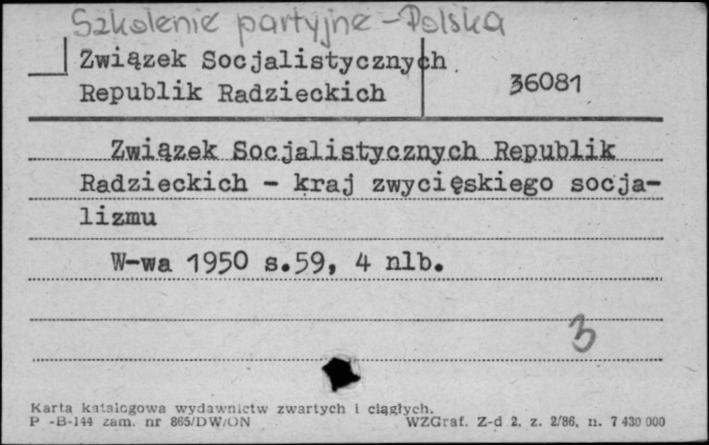 Szkolenie partyjne - Polska
Związek Socjalistycznych
Republik Radzieckich
36081
Związek Socjalistycznych Republik
Radzieckich - kraj zwycięskiego socja-
lizmu
W-wa 1950 s.59, 4 nlb.
3
Karta katalogowa wydawnictw zwartych i ciągłych.
P -B-144 zam. nr 865/DW/ON WZGraf. Z-d 2, z. 2/86, n. 7 430 000